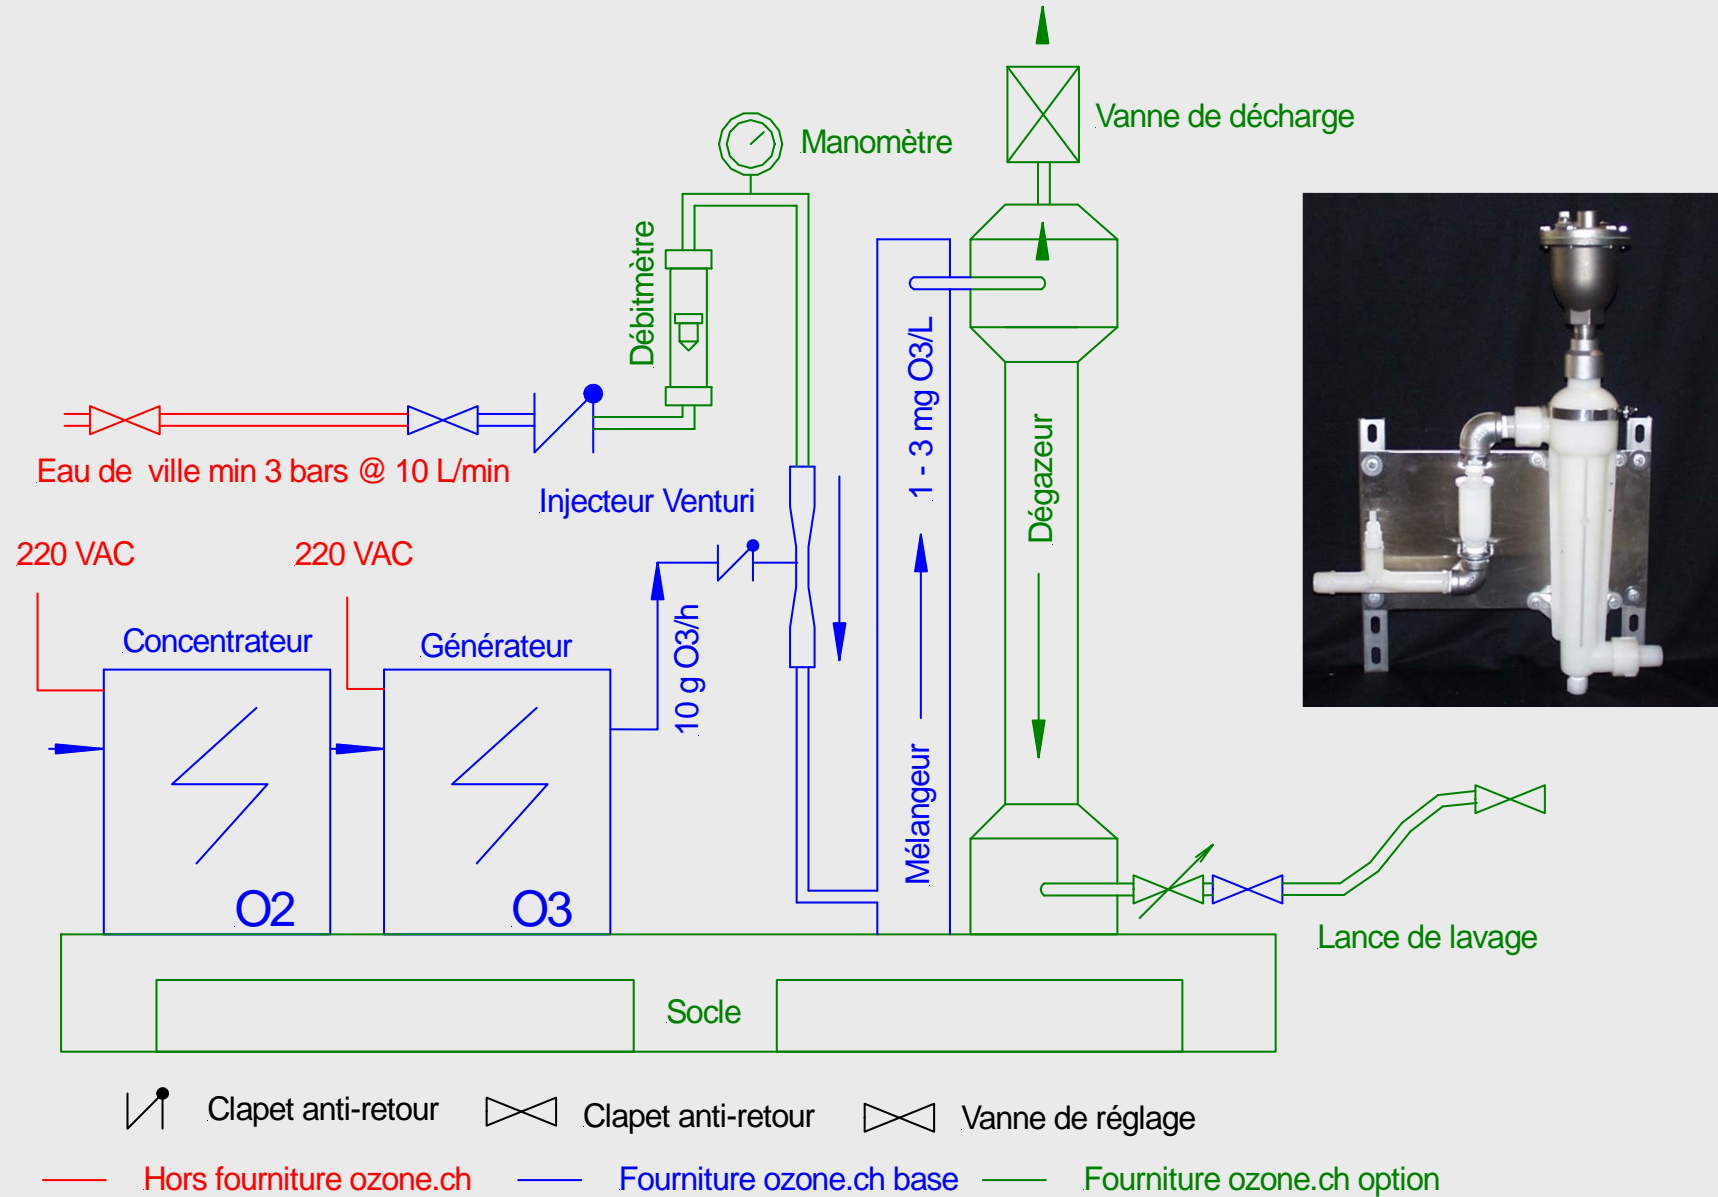 Vanne de décharge
Manomètre
Débitmètre
Eau de ville min 3 bars @ 10 L/min
Injecteur Venturi
1 - 3 mg O3/L
Dégazeur
220 VAC
220 VAC
Concentrateur
Générateur
10 g O3/h
Mélangeur
O2
O3
Lance de lavage
Socle
Clapet anti-retour
Clapet anti-retour
Vanne de réglage
Hors fourniture ozone.ch
Fourniture ozone.ch base
Fourniture ozone.ch option